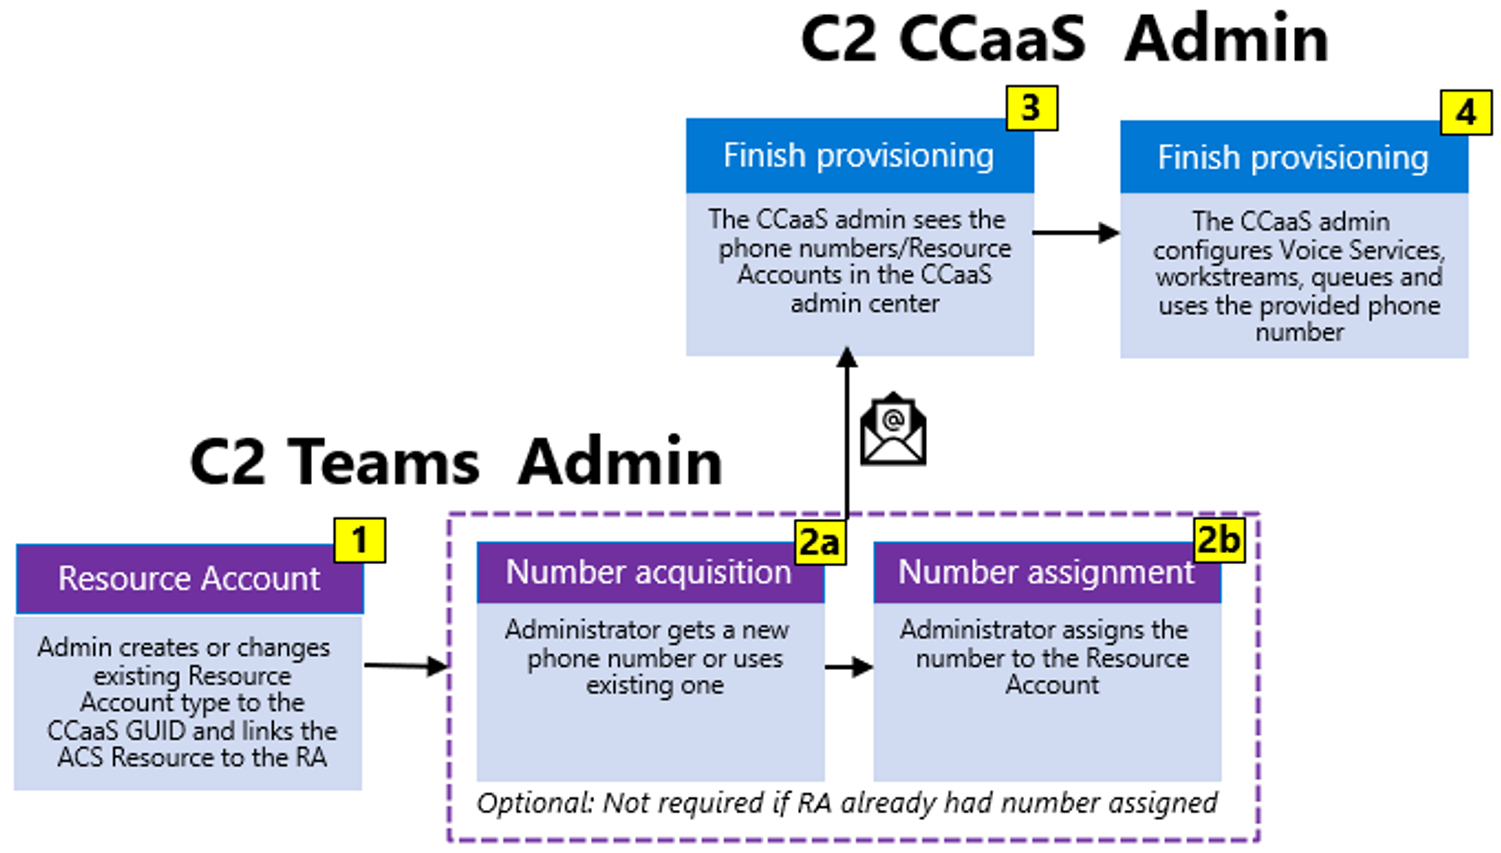 C2 CCaaS Admin
3
Finish provisioning
The CCaaS admin sees the
phone numbers/Resource
Accounts in the CCaaS
admin center
4
Finish provisioning
The CCaaS admin
configures Voice Services,
workstreams, queues and
uses the provided phone
number
@
C2 Teams Admin
1
Resource Account
Admin creates or changes
existing Resource
Account type to the
CCaaS GUID and links the
ACS Resource to the RA
2a
Number acquisition
Administrator gets a new
phone number or uses
existing one
2b
Number assignment
Administrator assigns the
number to the Resource
Account
Optional: Not required if RA already had number assigned